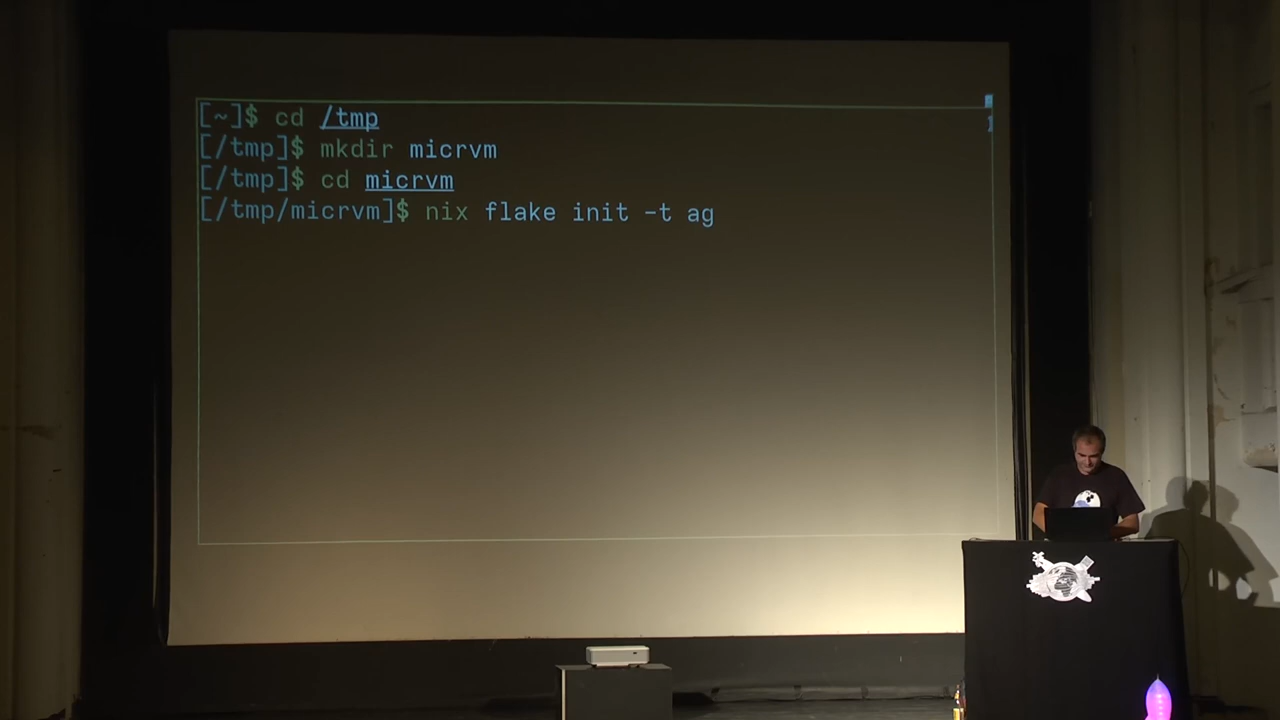 [~]$ cd /tmp
[/tmp]$ mkdir micrvm
[/tmp]$ cd micrvm
[/tmp/micrvm]$ nix flake init -t ag